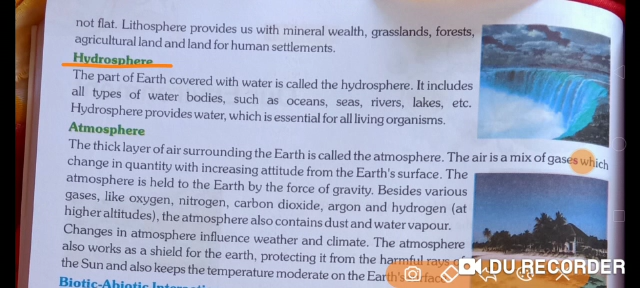 not flat. Lithosphere provides us with mineral wealth, grasslands, forests,
agricultural land and land for human settlements.
Hydrosphere
The part of Earth covered with water is called the hydrosphere. It includes
all types of water bodies, such as oceans, seas, rivers, lakes, etc.
Hydrosphere provides water, which is essential for all living organisms.
Atmosphere
The thick layer of air surrounding the Earth is called the atmosphere. The air is a mix of gases which
change in quantity with increasing attitude from the Earth's surface. The
atmosphere is held to the Earth by the force of gravity. Besides various
gases, like oxygen, nitrogen, carbon dioxide, argon and hydrogen (at
higher altitudes), the atmosphere also contains dust and water vapour.
Changes in atmosphere influence weather and climate. The atmosphere
also works as a shield for the earth, protecting it from the harmful rays
the Sun and also keeps the temperature moderate on the Earth's surface
Biotic-Abiotic
DU RECORDER